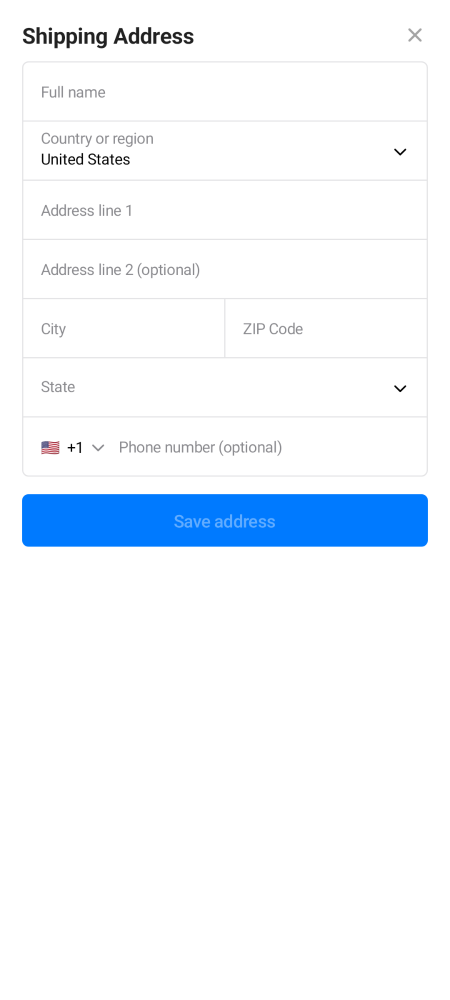 Shipping Address
Full name
Country or region
United States
Address line 1
Address line 2 (optional)
City
ZIP Code
State
+1
Phone number (optional)
Save address